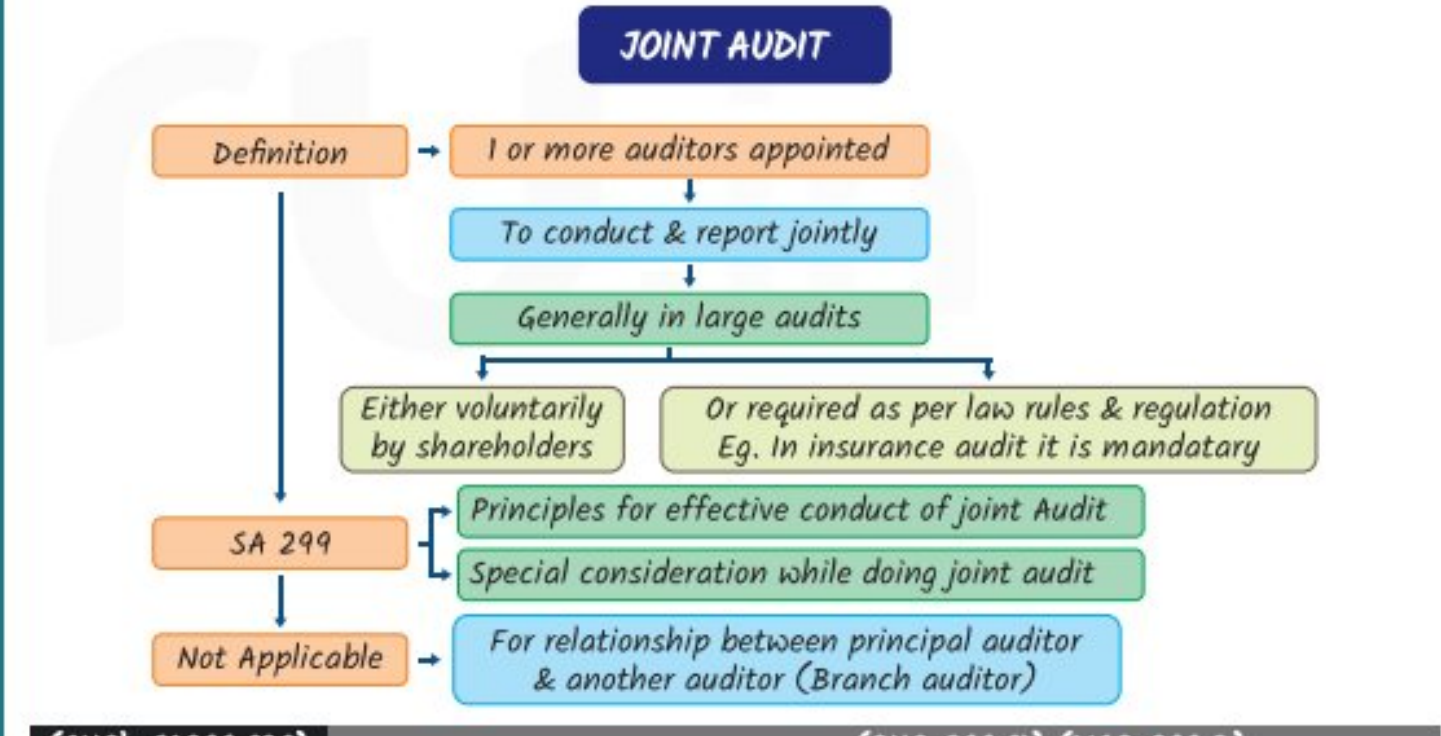 JOINT AUDIT
Definition
1 or more auditors appointed
To conduct & report jointly
Generally in large audits
Either voluntarily
by shareholders
Or required as per law rules & regulation
Eg. In insurance audit it is mandatary
SA 299
Principles for effective conduct of joint Audit
Special consideration while doing joint audit
Not Applicable
For relationship between principal auditor
& another auditor (Branch auditor)